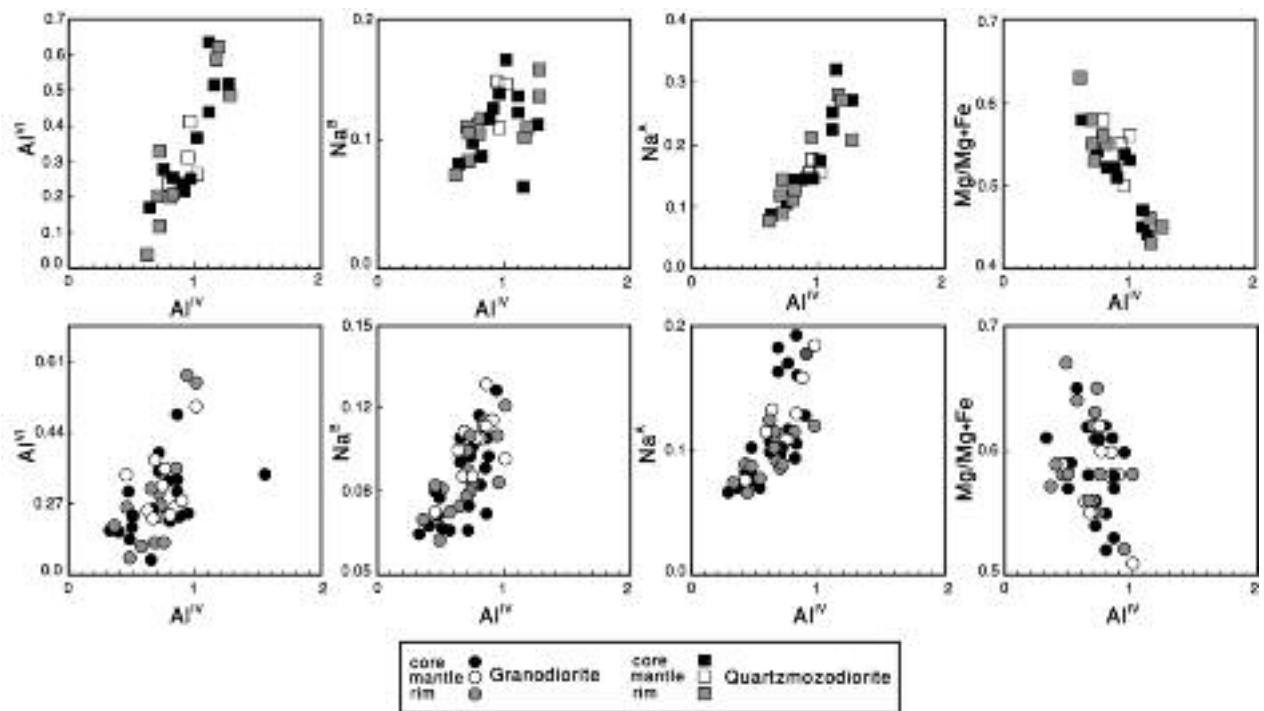 0.7
0.6
0.5
0.4
0.3
0.2
0.1
0.0
Al^VI
0
1
2
Al^IV
0.2
0.1
0.0
Na^B
0
1
2
Al^IV
0.4
0.3
0.2
0.1
0.0
Na^A
0
1
2
Al^IV
0.7
0.6
0.5
0.4
Mg/Mg+Fe
0
1
2
Al^IV
0.61
0.44
0.27
0.0
Al^VI
0
1
2
Al^IV
0.15
0.12
0.08
0.05
Na^B
0
1
2
Al^IV
0.2
0.1
0.0
Na^A
0
1
2
Al^IV
0.7
0.6
0.5
Mg/Mg+Fe
0
1
2
Al^IV
core
mantle Granodiorite
rim
core
mantle Quartzmozodiorite
rim